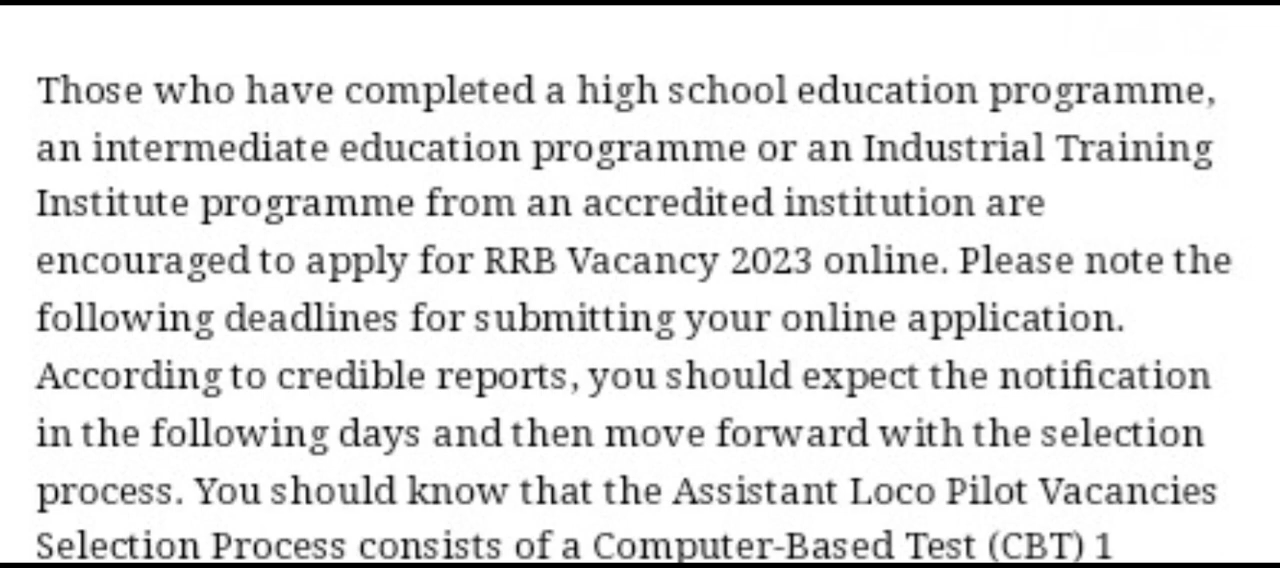 Those who have completed a high school education programme,
an intermediate education programme or an Industrial Training
Institute programme from an accredited institution are
encouraged to apply for RRB Vacancy 2023 online. Please note the
following deadlines for submitting your online application.
According to credible reports, you should expect the notification
in the following days and then move forward with the selection
process. You should know that the Assistant Loco Pilot Vacancies
Selection Process consists of a Computer-Based Test (CBT) 1